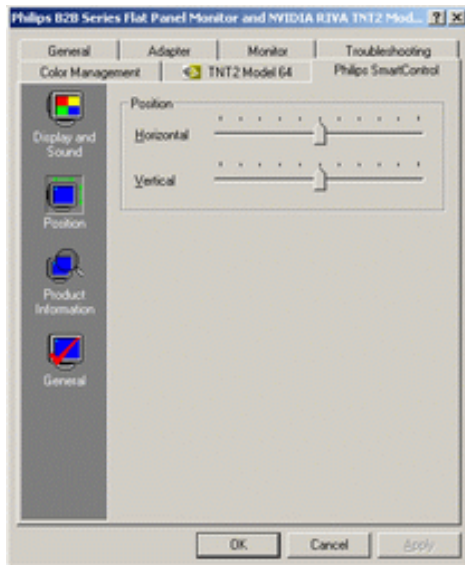 Philips B2B Series Flat Panel Monitor and NVIDIA RIVA TNT2 Mod...
General Adapter Monitor Troubleshooting
Color Management TNT2 Model 64 Philips SmartControl
Display and
Sound
Position
Product
Information
General
Position
Horizontal
Vertical
OK Cancel Apply